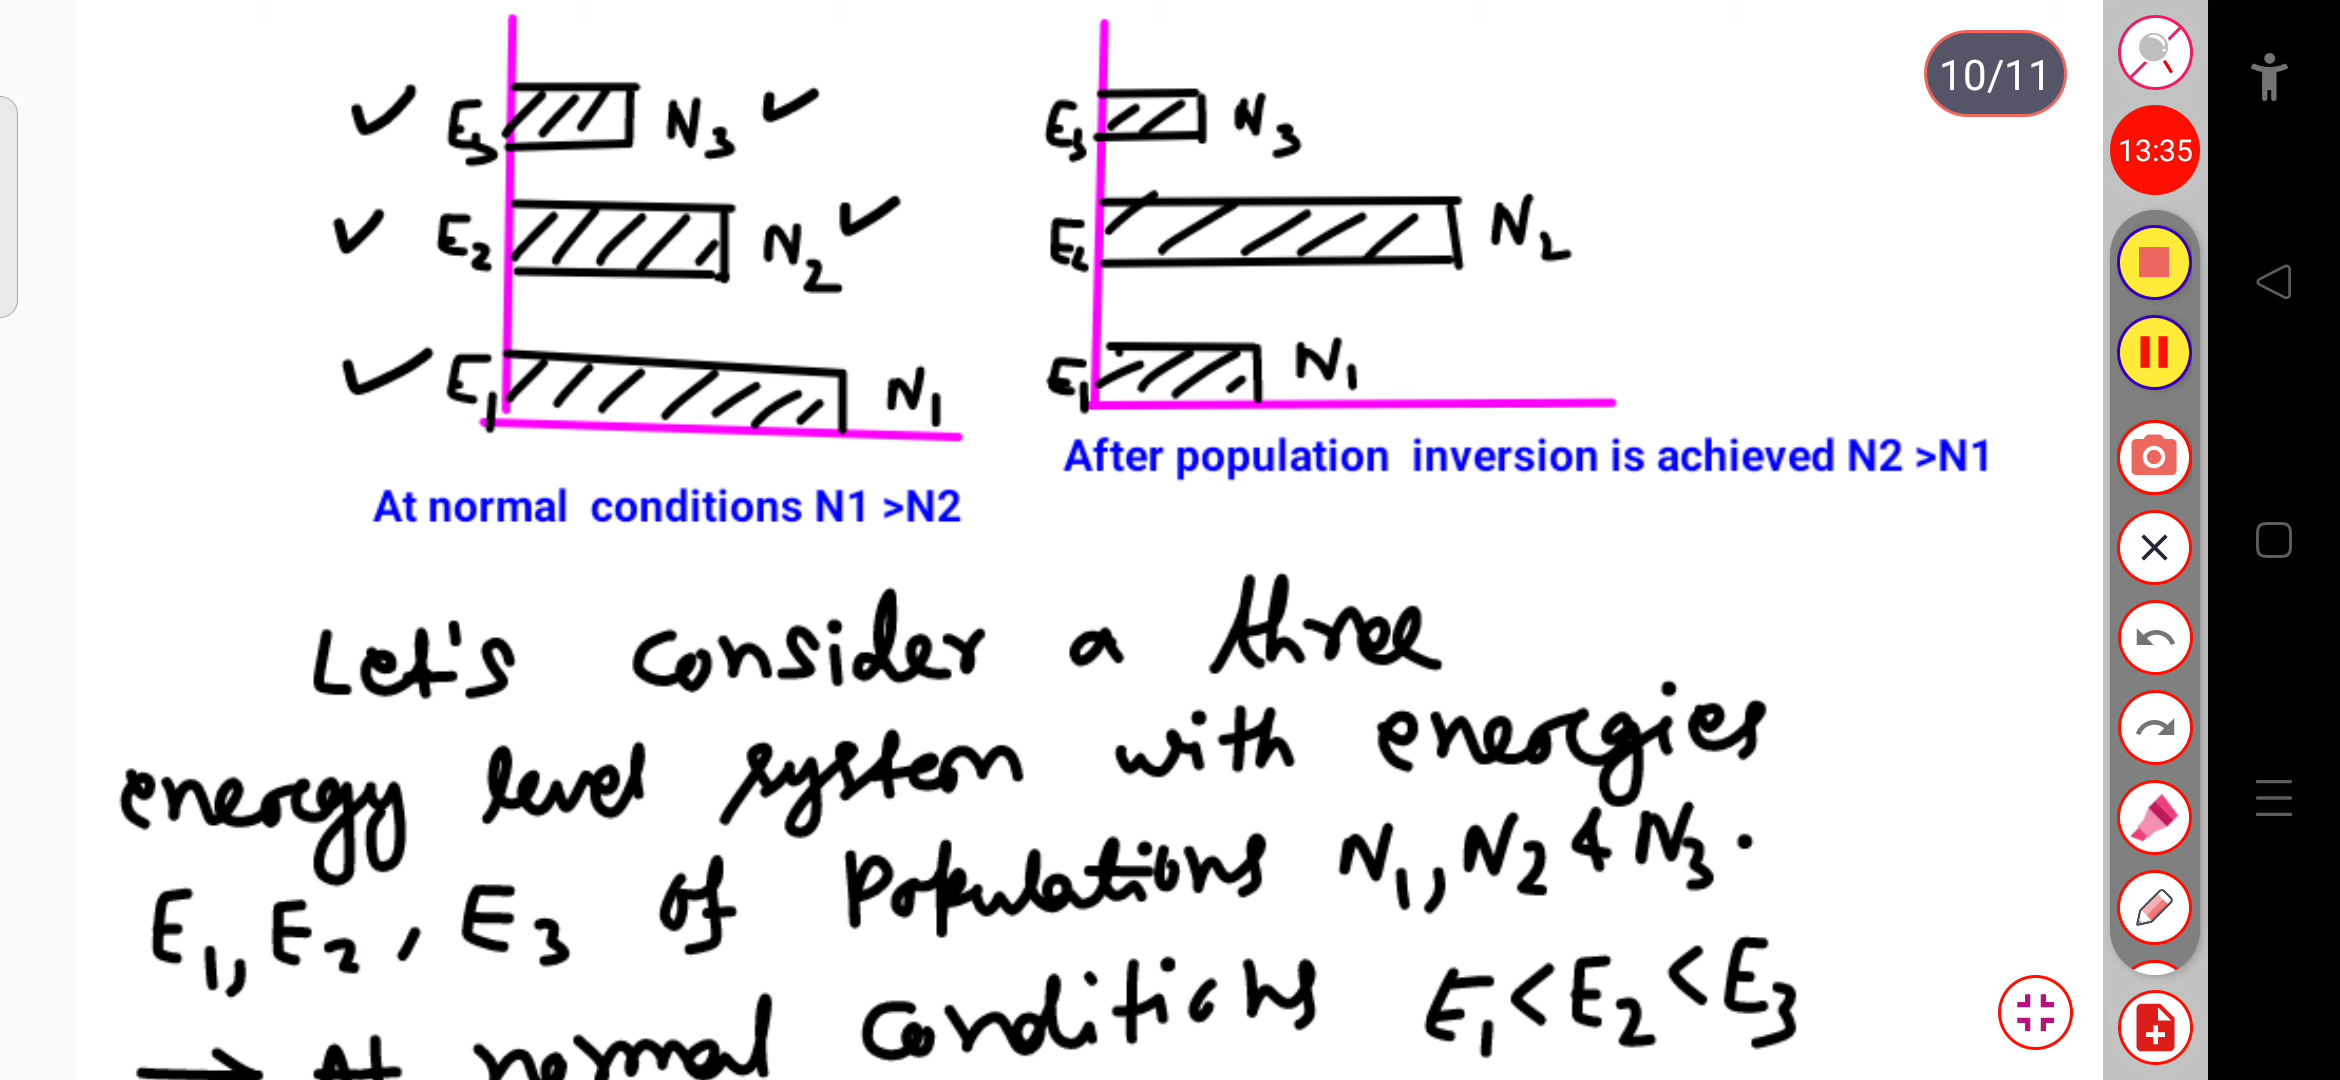 E3 N3 E3 N3
E2 N2 E2 N2
E1 N1 E1 N1
After population inversion is achieved N2 >N1
At normal conditions N1 >N2
Let's consider a three
energy level system with energies
E1, E2, E3 of populations N1, N2 & N3.
→ At normal conditions E1 < E2 < E3
10/11
13:35